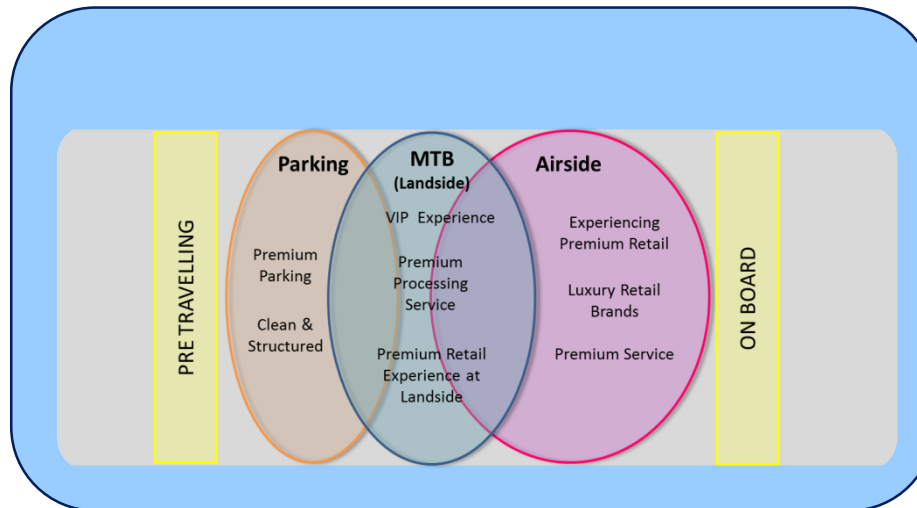 PRE TRAVELLING
Parking
Premium
Parking
Clean &
Structured
MTB
(Landside)
VIP Experience
Premium
Processing
Service
Premium Retail
Experience at
Landside
Airside
Experiencing
Premium Retail
Luxury Retail
Brands
Premium Service
ON BOARD